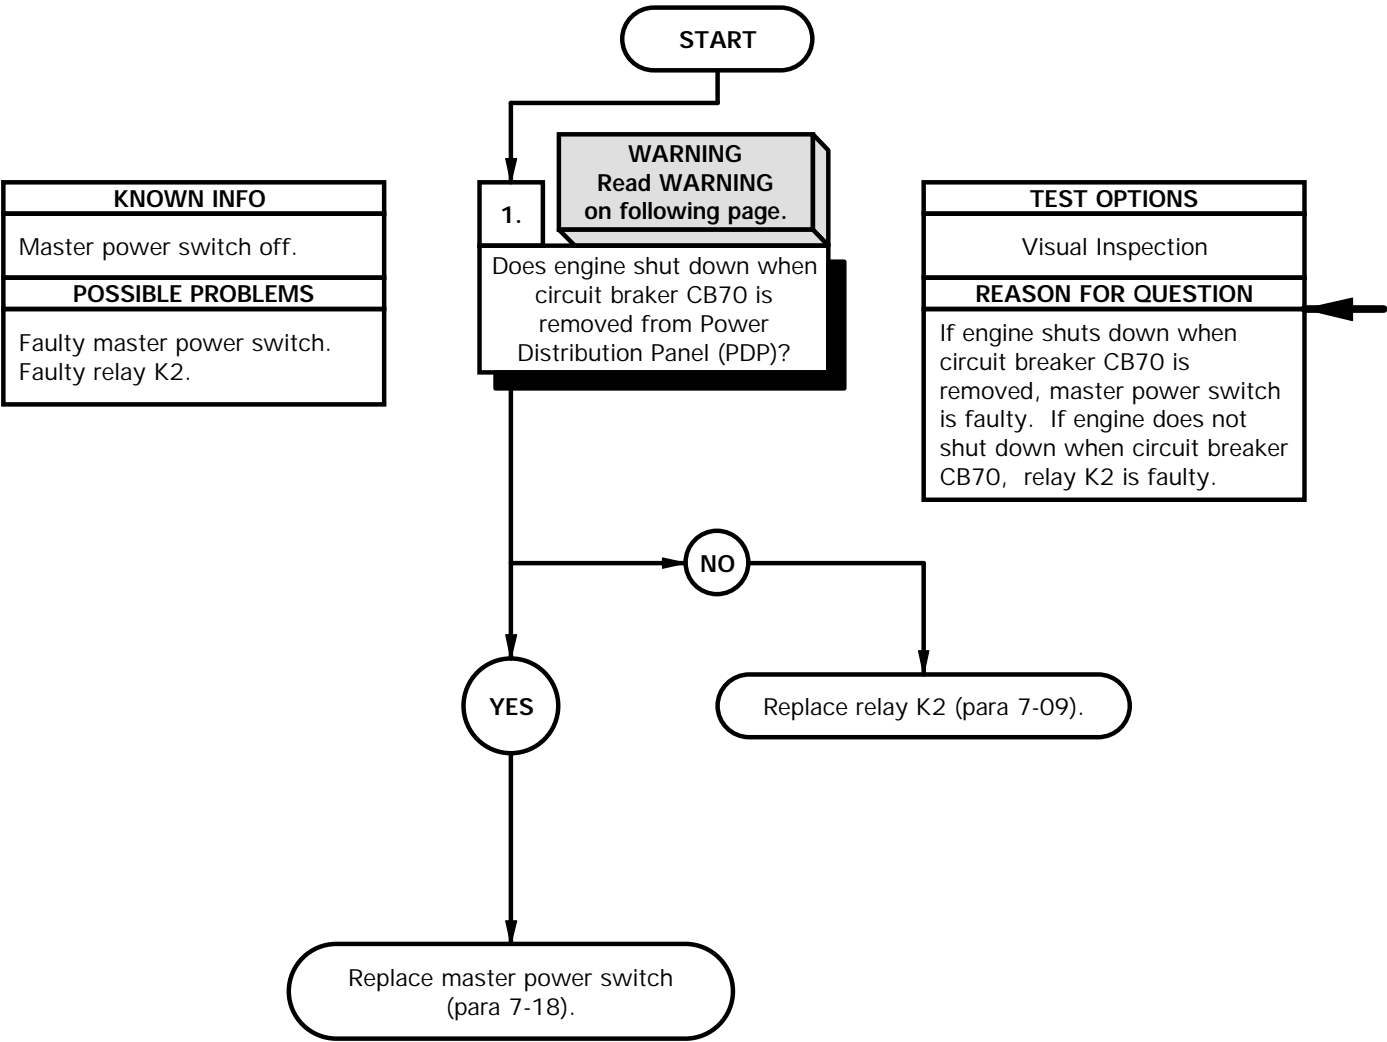 START
WARNING
Read WARNING
on following page.
KNOWN INFO
Master power switch off.
POSSIBLE PROBLEMS
Faulty master power switch.
Faulty relay K2.
1.
Does engine shut down when
circuit braker CB70 is
removed from Power
Distribution Panel (PDP)?
TEST OPTIONS
Visual Inspection
REASON FOR QUESTION
If engine shuts down when
circuit breaker CB70 is
removed, master power switch
is faulty.  If engine does not
shut down when circuit breaker
CB70,  relay K2 is faulty.
NO
YES
Replace relay K2 (para 7-09).
Replace master power switch
(para 7-18).